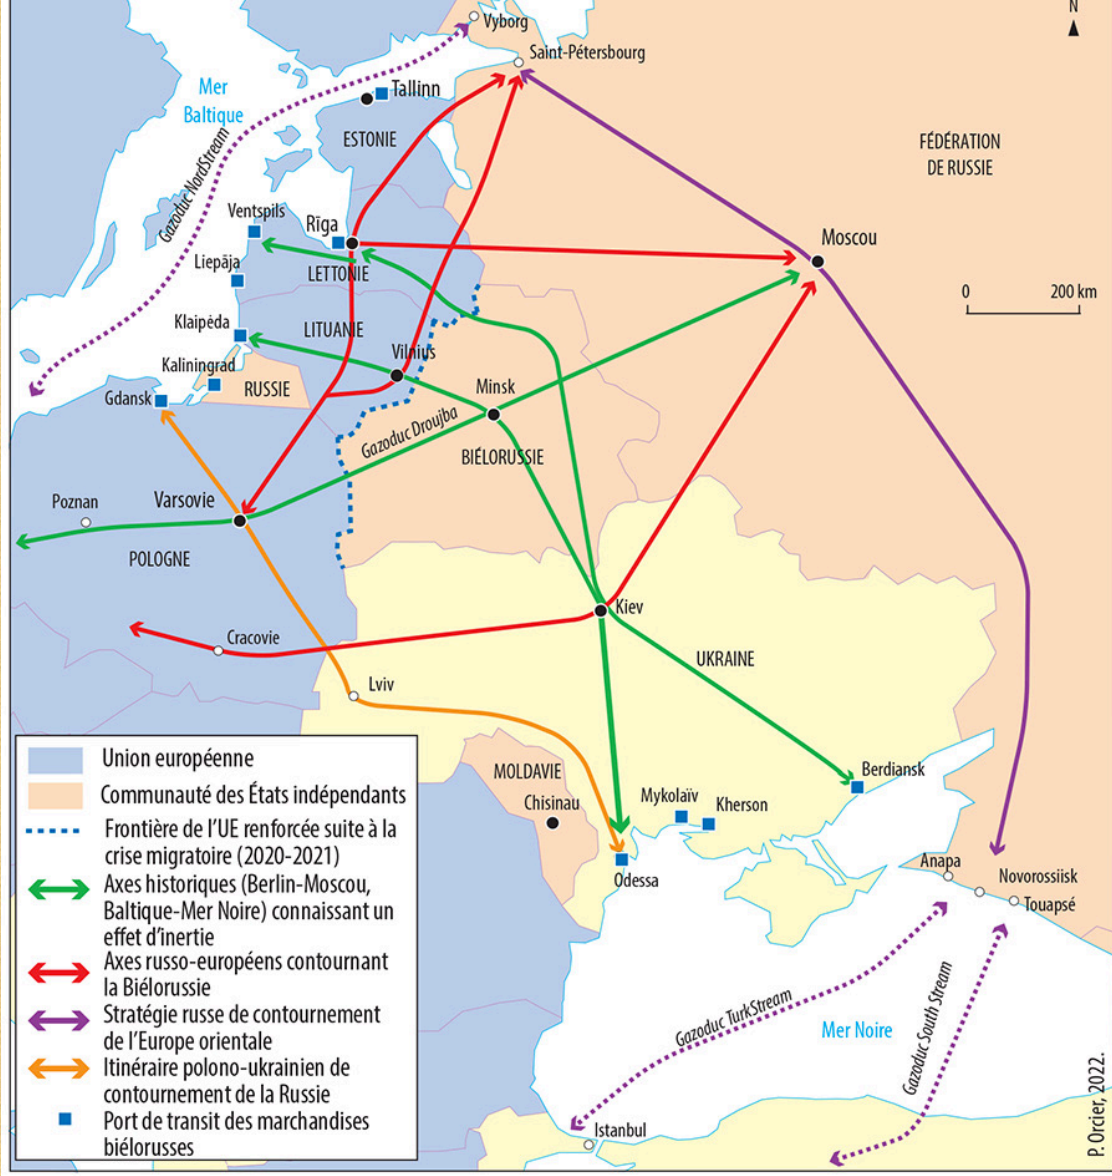 N
Vyborg
Saint-Pétersbourg
Mer
Baltique
Tallinn
ESTONIE
FÉDÉRATION
DE RUSSIE
Gazoduc NordStream
Ventspils
Rīga
Moscou
Liepāja
LETTONIE
0 200 km
Klaipėda
LITUANIE
Vilnius
Kaliningrad
RUSSIE
Minsk
Gdansk
Gazoduc Droujba
BIÉLORUSSIE
Poznan
Varsovie
POLOGNE
Kiev
Cracovie
UKRAINE
Lviv
MOLDAVIE
Chisinau
Berdiansk
Mykolaïv
Kherson
Odessa
Anapa
Novorossiisk
Touapsé
Gazoduc TurkStream
Gazoduc South Stream
Mer Noire
Istanbul
Union européenne
Communauté des États indépendants
Frontière de l'UE renforcée suite à la
crise migratoire (2020-2021)
Axes historiques (Berlin-Moscou,
Baltique-Mer Noire) connaissant un
effet d'inertie
Axes russo-européens contournant
la Biélorussie
Stratégie russe de contournement
de l'Europe orientale
Itinéraire polono-ukrainien de
contournement de la Russie
Port de transit des marchandises
biélorusses
P. Orcier, 2022.